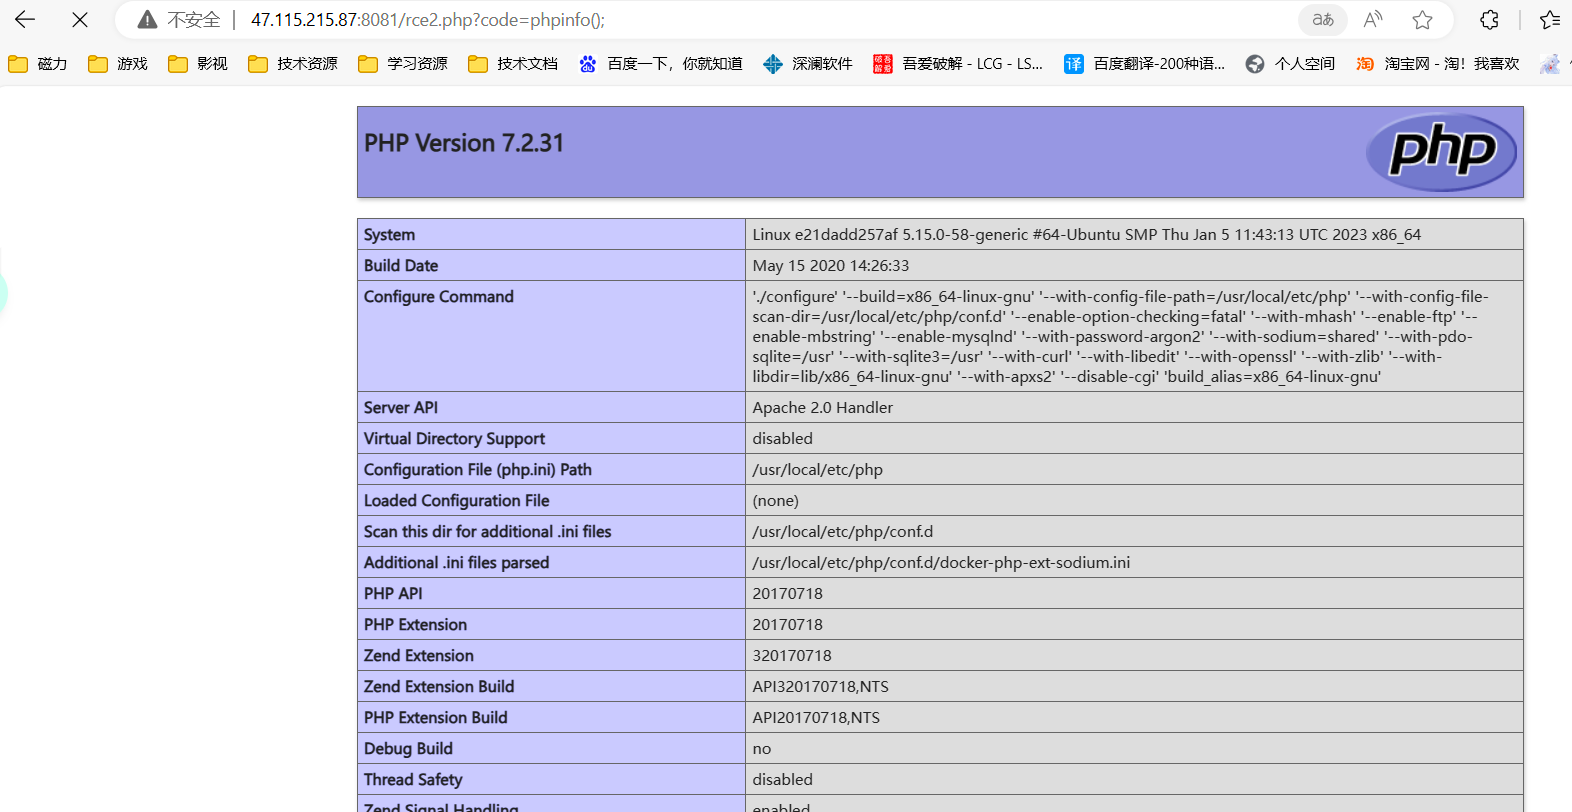 不安全 47.115.215.87:8081/rce2.php?code=phpinfo(); aあ A
磁力 游戏 影视 技术资源 学习资源 技术文档 百度一下，你就知道 深澜软件 吾爱破解 - LCG - LS... 译 百度翻译-200种语... 个人空间 淘 淘宝网 - 淘！我喜欢
PHP Version 7.2.31 php
System Linux e21dadd257af 5.15.0-58-generic #64-Ubuntu SMP Thu Jan 5 11:43:13 UTC 2023 x86_64
Build Date May 15 2020 14:26:33
Configure Command './configure' '--build=x86_64-linux-gnu' '--with-config-file-path=/usr/local/etc/php' '--with-config-file-
scan-dir=/usr/local/etc/php/conf.d' '--enable-option-checking=fatal' '--with-mhash' '--enable-ftp' '--
enable-mbstring' '--enable-mysqlnd' '--with-password-argon2' '--with-sodium=shared' '--with-pdo-
sqlite=/usr' '--with-sqlite3=/usr' '--with-curl' '--with-libedit' '--with-openssl' '--with-zlib' '--with-
libdir=lib/x86_64-linux-gnu' '--with-apxs2' '--disable-cgi' 'build_alias=x86_64-linux-gnu'
Server API Apache 2.0 Handler
Virtual Directory Support disabled
Configuration File (php.ini) Path /usr/local/etc/php
Loaded Configuration File (none)
Scan this dir for additional .ini files /usr/local/etc/php/conf.d
Additional .ini files parsed /usr/local/etc/php/conf.d/docker-php-ext-sodium.ini
PHP API 20170718
PHP Extension 20170718
Zend Extension 320170718
Zend Extension Build API320170718,NTS
PHP Extension Build API20170718,NTS
Debug Build no
Thread Safety disabled
Zend Signal Handling enabled